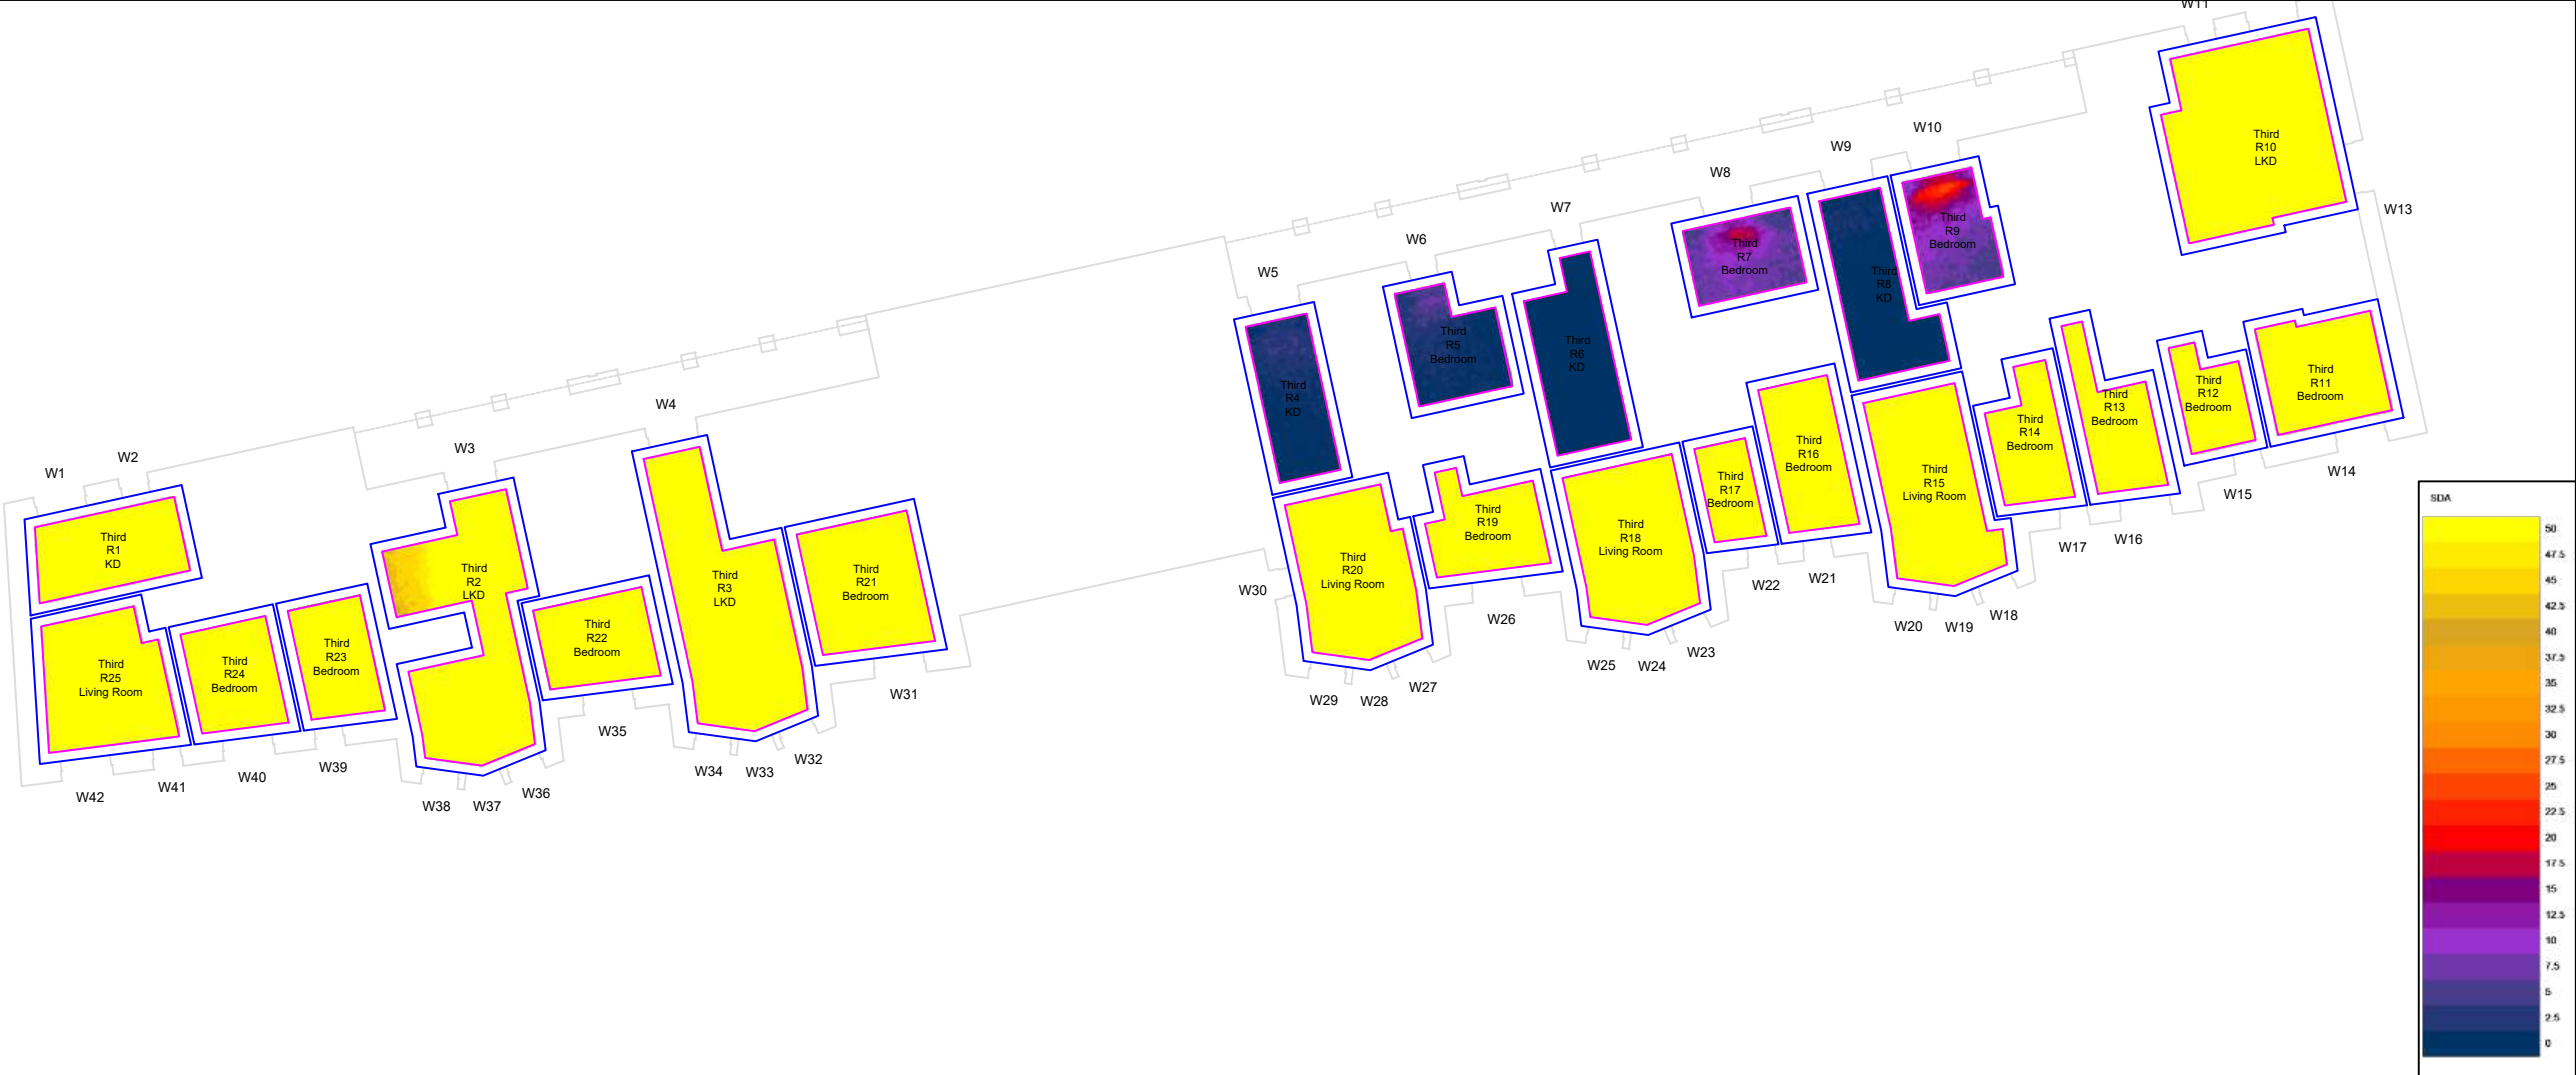 W11
W10
W9
W8
W7
W6
W5
W4
W3
W2
W1
W13
Third
R10
LKD
Third
R9
Bedroom
Third
R7
Bedroom
Third
R8
KD
Third
R5
Bedroom
Third
R6
KD
Third
R4
KD
Third
R11
Bedroom
Third
R12
Bedroom
Third
R13
Bedroom
Third
R14
Bedroom
Third
R15
Living Room
Third
R16
Bedroom
Third
R17
Bedroom
Third
R18
Living Room
Third
R19
Bedroom
Third
R20
Living Room
Third
R1
KD
Third
R2
LKD
Third
R3
LKD
Third
R21
Bedroom
Third
R22
Bedroom
Third
R23
Bedroom
Third
R24
Bedroom
Third
R25
Living Room
W14
W15
W16
W17
W18
W19
W20
W21
W22
W23
W24
W25
W26
W27
W28
W29
W30
W31
W32
W33
W34
W35
W36
W37
W38
W39
W40
W41
W42
SDA
50
47.5
45
42.5
40
37.5
35
32.5
30
27.5
25
22.5
20
17.5
15
12.5
10
7.5
5
2.5
0